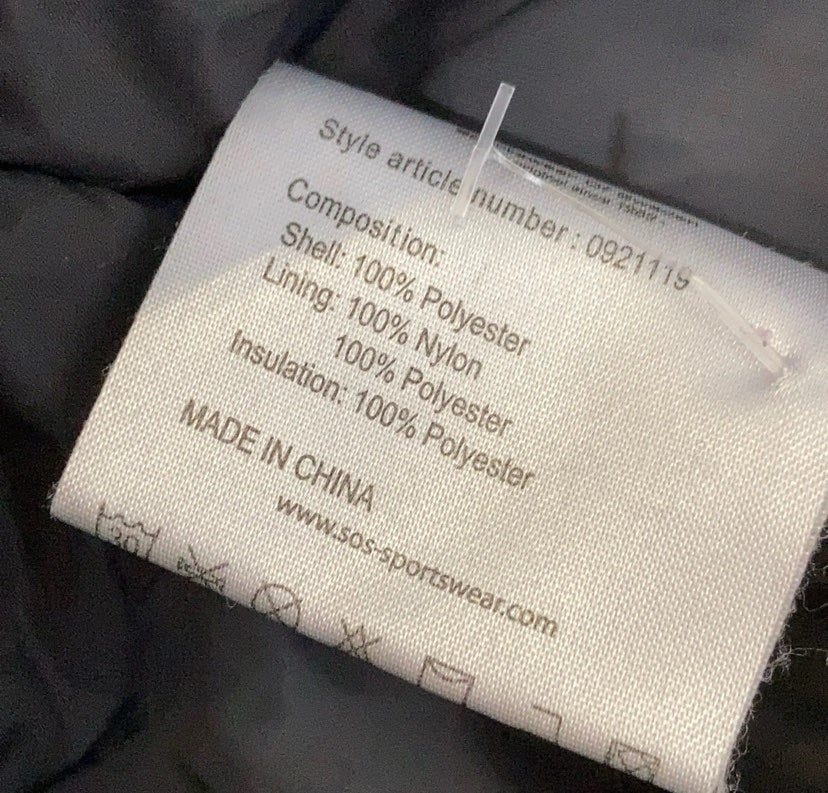 Style article number : 0921119
Composition:
Shell: 100% Polyester
Lining: 100% Nylon
100% Polyester
Insulation: 100% Polyester
MADE IN CHINA
www.sos-sportswear.com
30